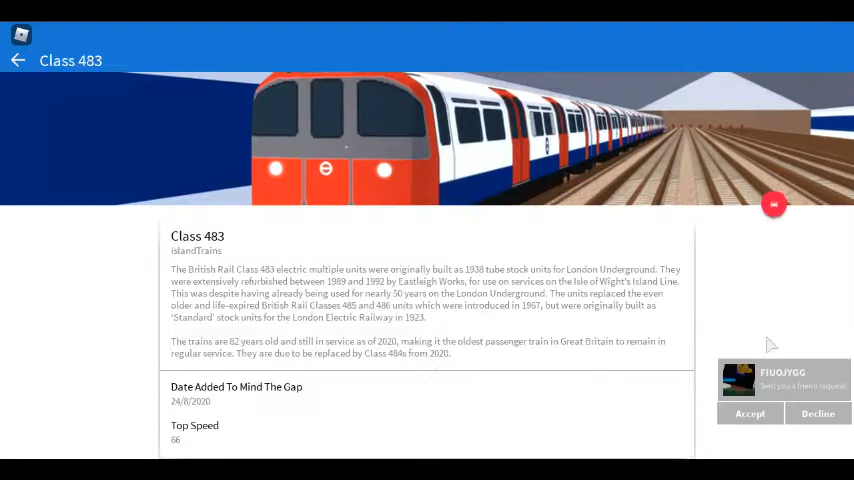 Class 483
Class 483
IslandTrains
The British Rail Class 483 electric multiple units were originally built as 1938 tube stock units for London Underground. They
were extensively refurbished between 1989 and 1992 by Eastleigh Works, for use on services on the Isle of Wight's Island Line.
This was despite having already being used for nearly 50 years on the London Underground. The units replaced the even
older and life-expired British Rail Classes 485 and 486 units which were introduced in 1967, but were originally built as
'Standard' stock units for the London Electric Railway in 1923.
The trains are 82 years old and still in service as of 2020, making it the oldest passenger train in Great Britain to remain in
regular service. They are due to be replaced by Class 484s from 2020.
Date Added To Mind The Gap
24/8/2020
Top Speed
66
FIUOJYGG
Sent you a friend request!
Accept
Decline